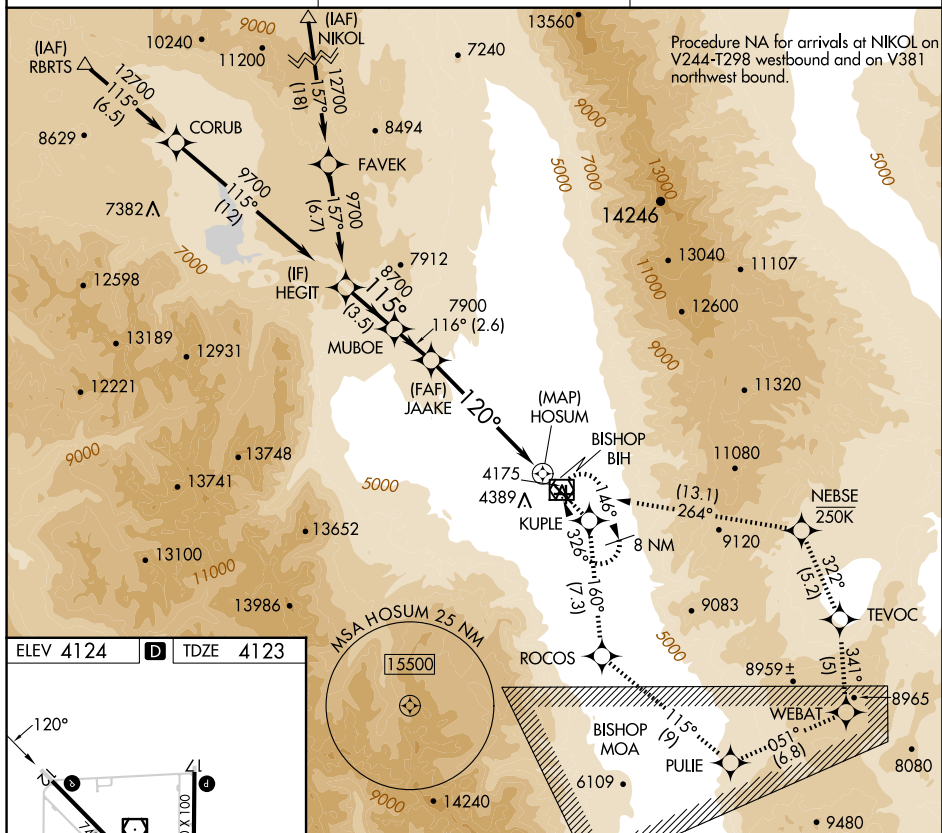 (IAF)
RBRTS
10240
9000
11200
(IAF)
NIKOL
7240
13560
Procedure NA for arrivals at NIKOL on
V244-T298 westbound and on V381
northwest bound.
12700
115°
(6.5)
12700
157°
(18)
9000
8629
CORUB
8494
FAVEK
5000
7000
13000
5000
9700
115°
(12)
9700
157°
(6.7)
7382
14246
7000
(IF)
HEGIT
7912
8700
115°
(3.5)
7900
116° (2.6)
13040
11107
11000
12600
12598
13189
12931
12221
MUBOE
(FAF)
JAAKE
9000
11320
120°
(MAP)
HOSUM
BISHOP
BIH
9000
13748
13741
5000
4175
4389
11080
146°
(13.1)
264°
NEBSE
250K
KUPLE
326°
8 NM
9120
13652
13100
11000
322°
(5.2)
160°
(7.3)
13986
9083
TEVOC
MSA HOSUM 25 NM
15500
ROCOS
5000
8959±
341°
(5)
8965
WEBAT
115°
(9)
051°
(6.8)
BISHOP
MOA
PULIE
6109
8080
9000
14240
9480
ELEV 4124
D
TDZE 4123
120°
12
P
17
P
X 100